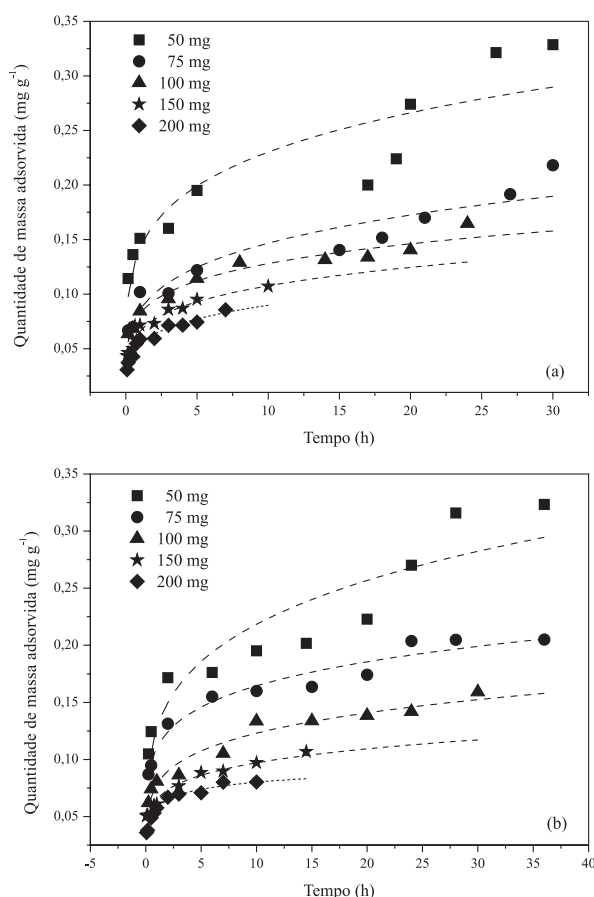 0,35
0,30
0,25
0,20
0,15
0,10
0,05
Quantidade de massa adsorvida (mg g-1)
50 mg
75 mg
100 mg
150 mg
200 mg
(a)
0 5 10 15 20 25 30
Tempo (h)
0,35
0,30
0,25
0,20
0,15
0,10
0,05
Quantidade de massa adsorvida (mg g-1)
50 mg
75 mg
100 mg
150 mg
200 mg
(b)
-5 0 5 10 15 20 25 30 35 40
Tempo (h)